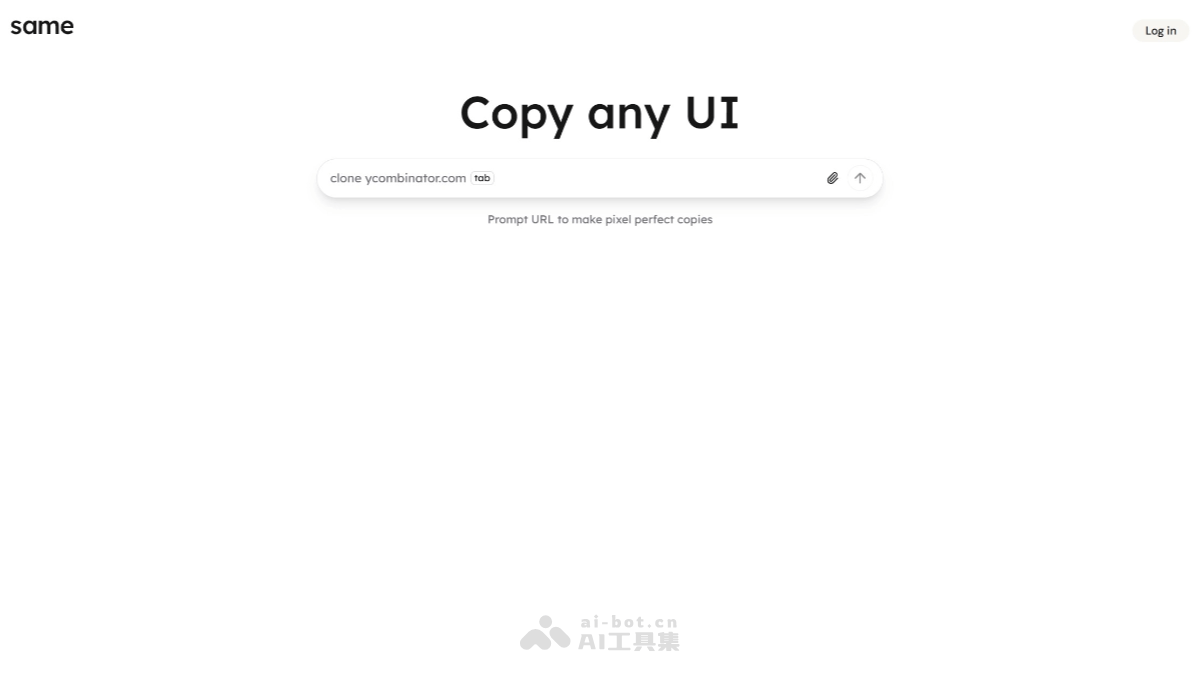 same
Log in
Copy any UI
clone ycombinator.com tab
Prompt URL to make pixel perfect copies
ai-bot.cn
AI工具集